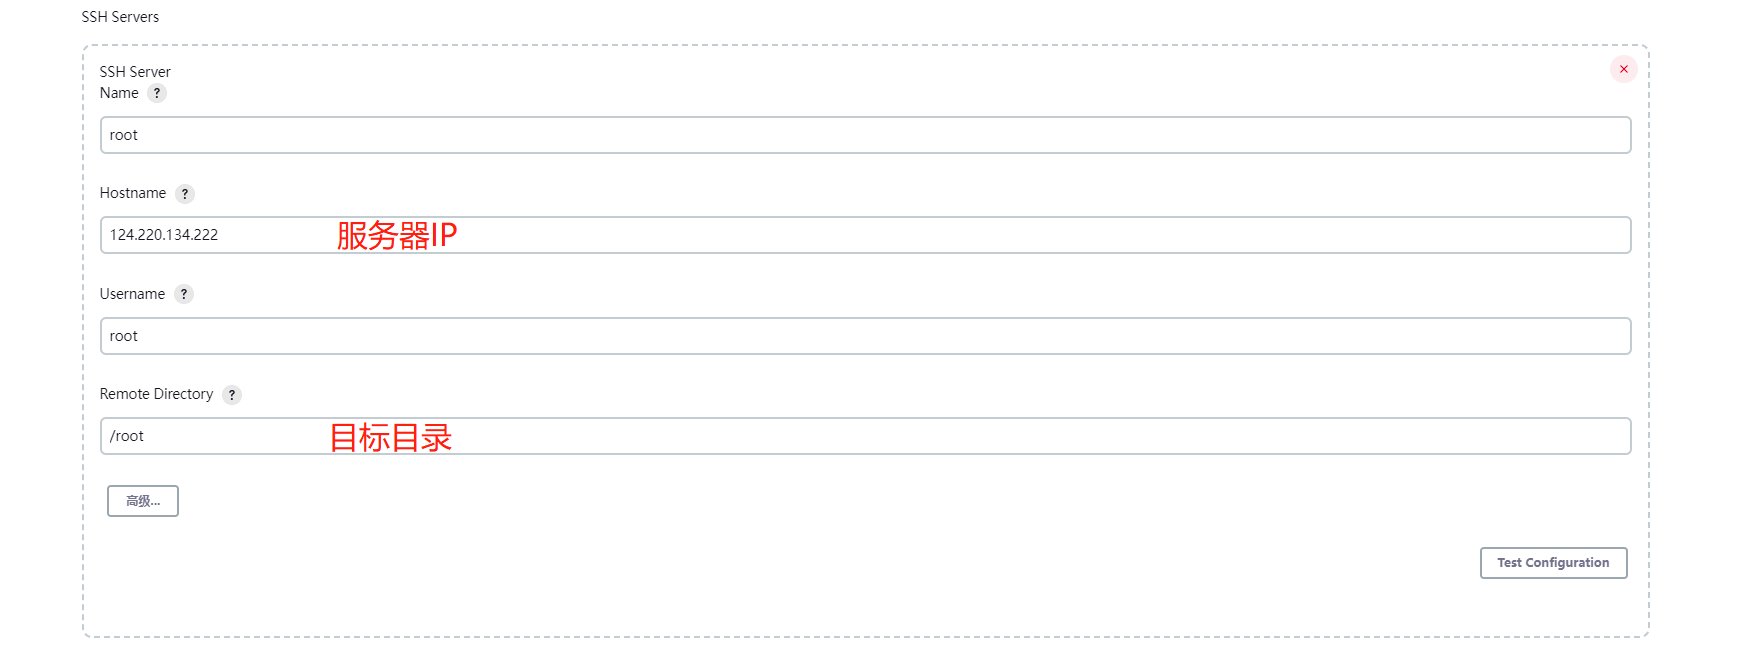 SSH Servers
SSH Server
Name ?
root
Hostname ?
124.220.134.222 服务器IP
Username ?
root
Remote Directory ?
/root 目标目录
高级...
Test Configuration